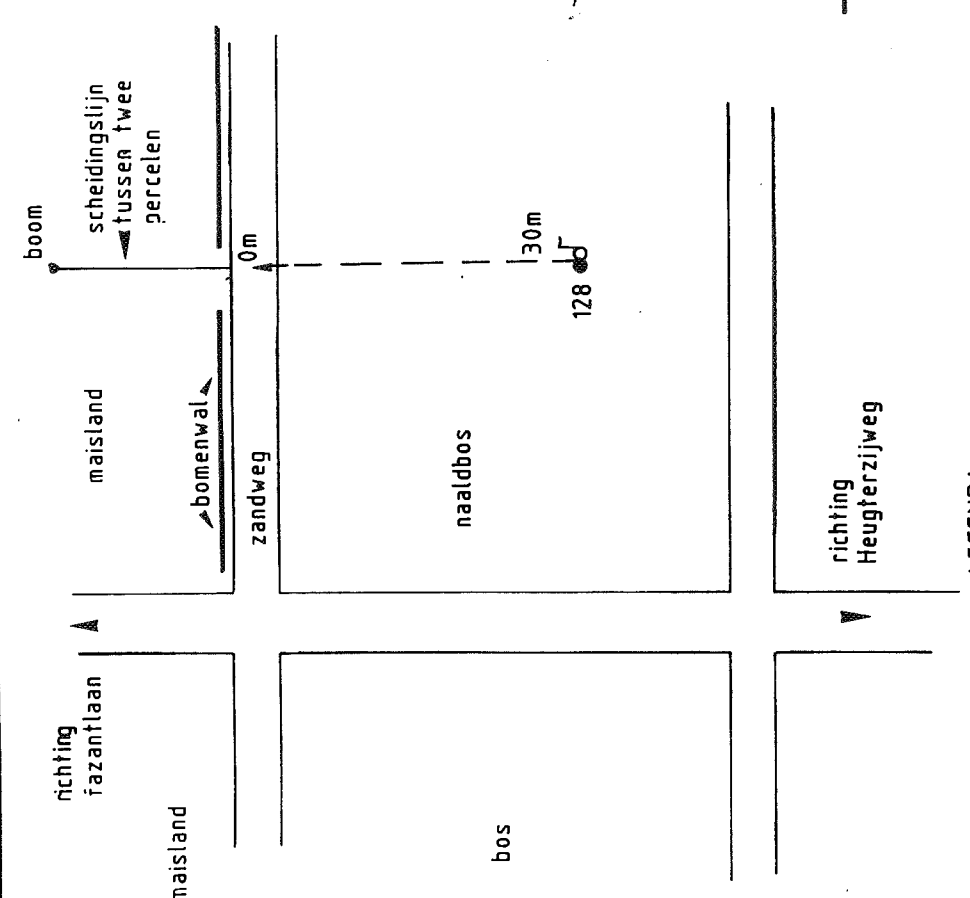 boom
scheidingslijn
tussen twee
percelen
0m
30m
128
maisland
bomenwal
zandweg
naaldbos
richting
Heugterzijweg
richting
fazantlaan
maisland
bos